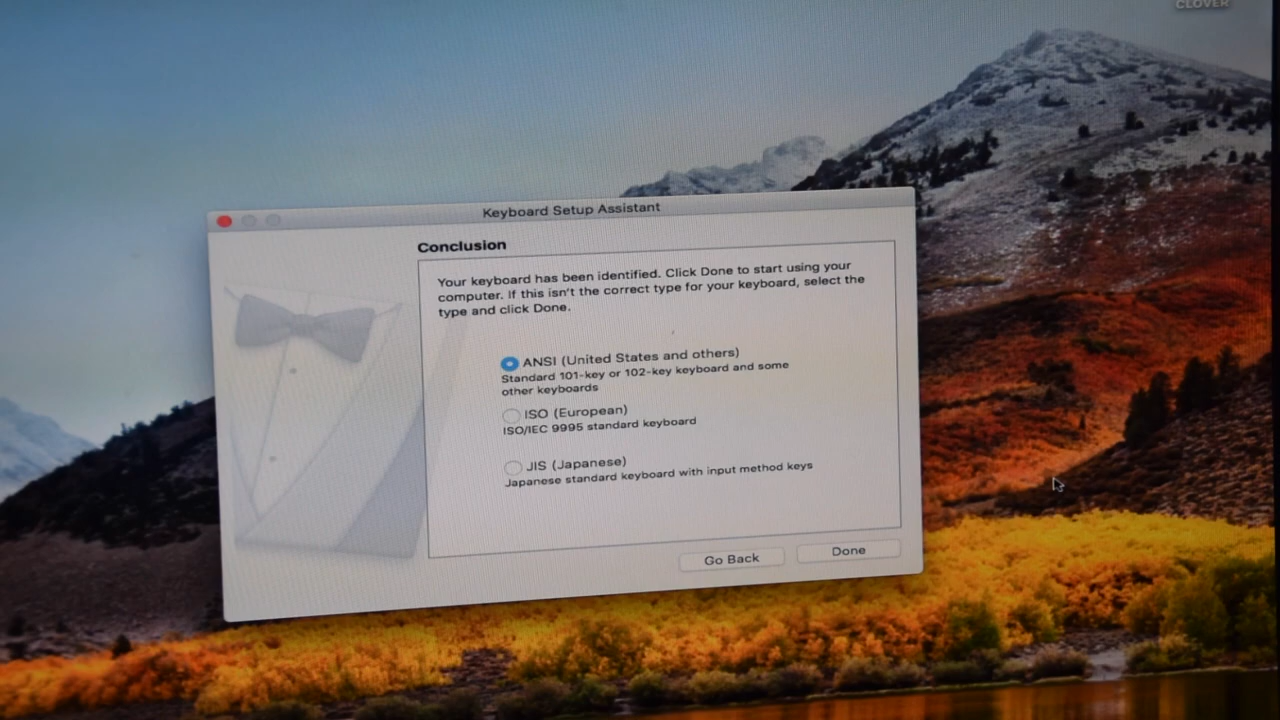 CLOVER
Keyboard Setup Assistant
Conclusion
Your keyboard has been identified. Click Done to start using your
computer. If this isn't the correct type for your keyboard, select the
type and click Done.
ANSI (United States and others)
Standard 101-key or 102-key keyboard and some
other keyboards
ISO (European)
ISO/IEC 9995 standard keyboard
JIS (Japanese)
Japanese standard keyboard with input method keys
Go Back
Done